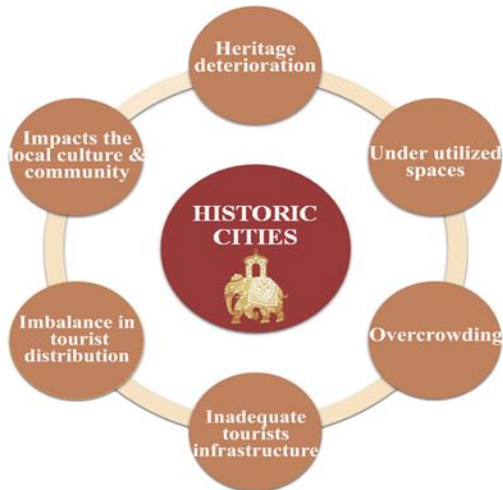 Heritage
deterioration
Under utilized
spaces
Overcrowding
Inadequate
tourists
infrastructure
Imbalance in
tourist
distribution
Impacts the
local culture &
community
HISTORIC
CITIES